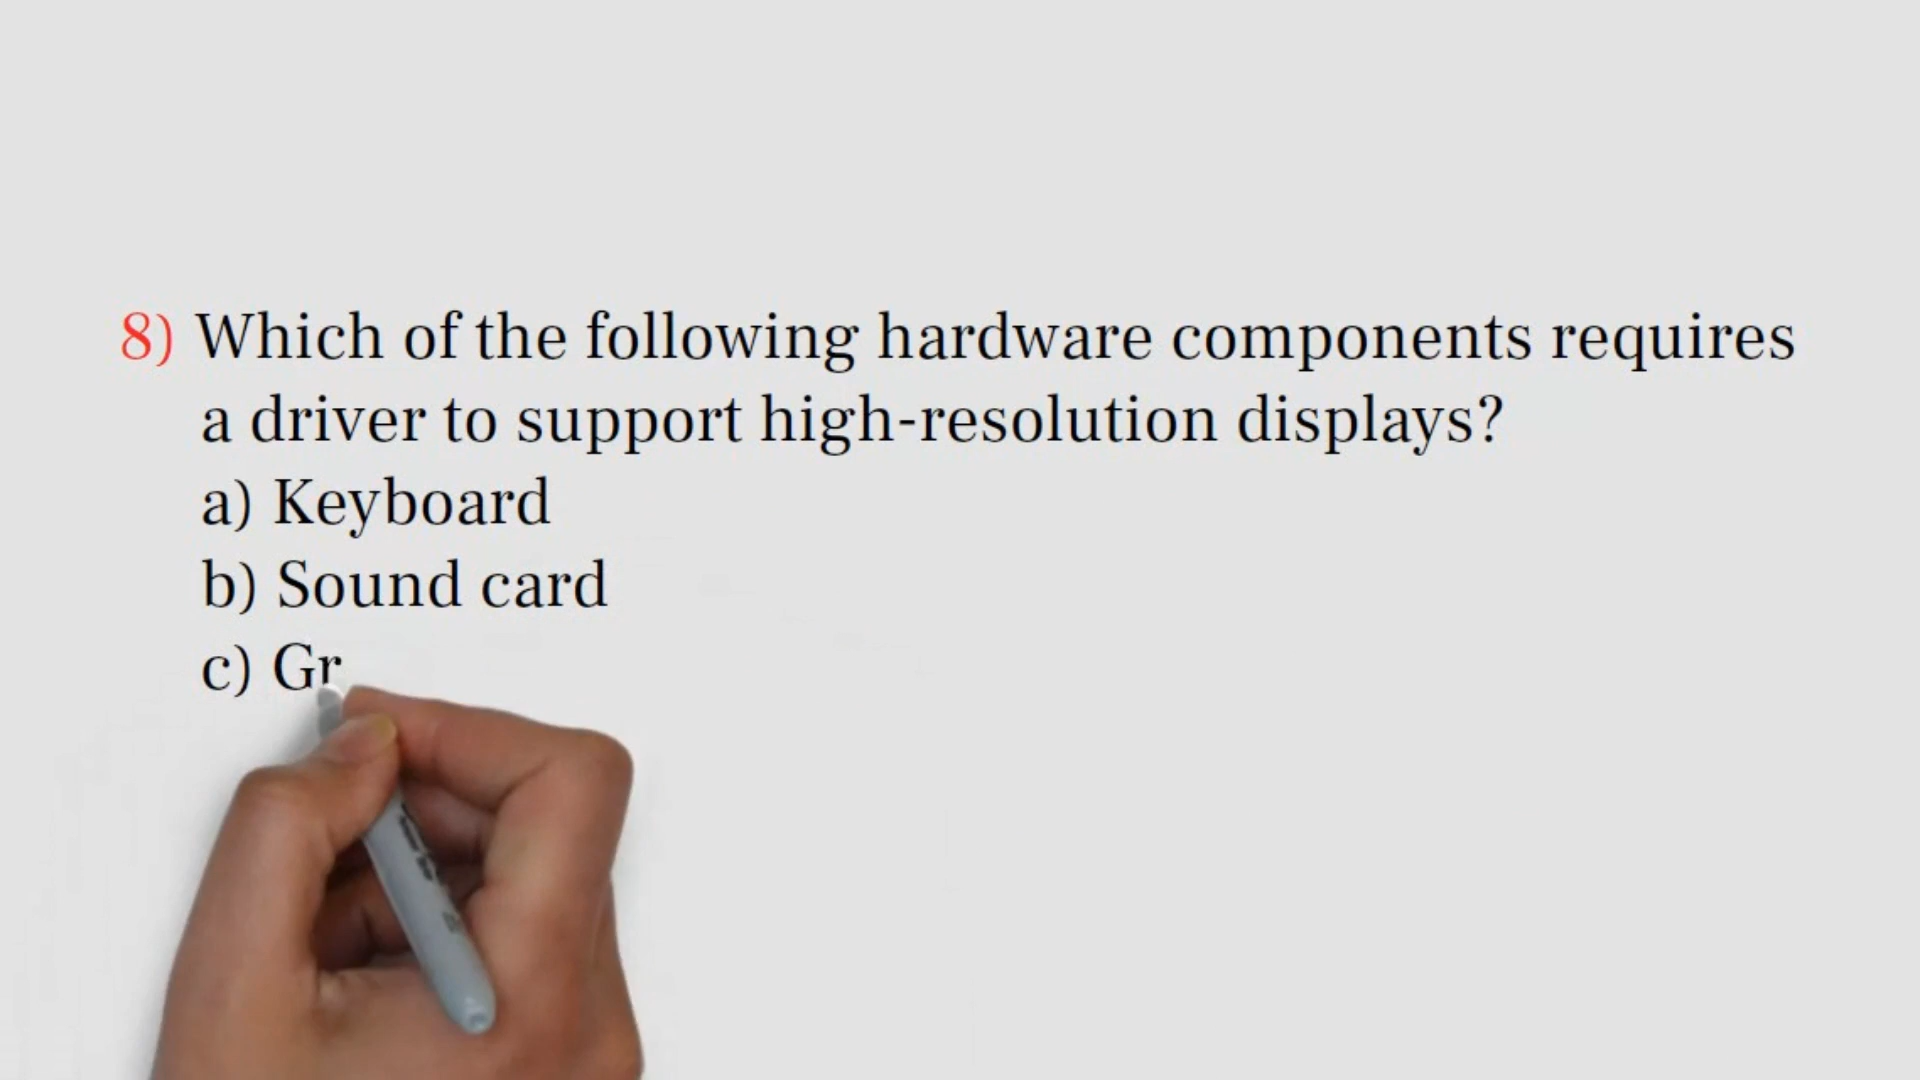 8) Which of the following hardware components requires
a driver to support high-resolution displays?
a) Keyboard
b) Sound card
c) Gr